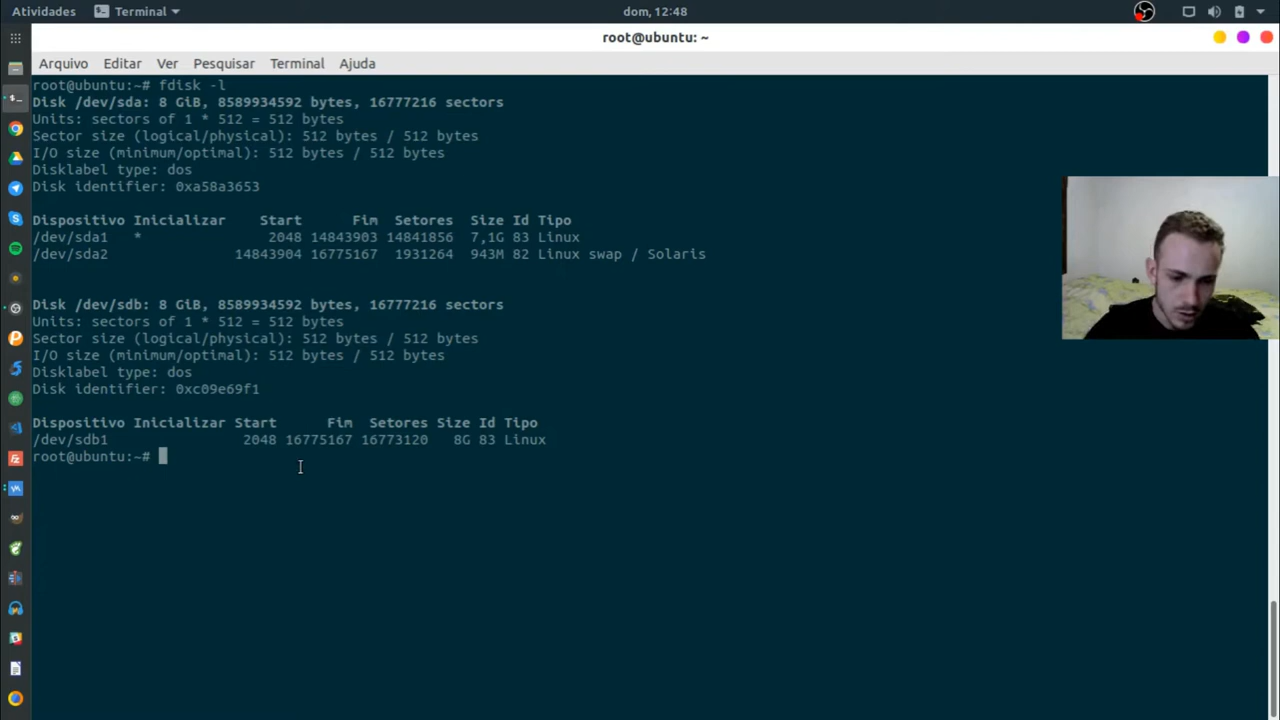 Atividades Terminal dom, 12:48
root@ubuntu: ~
Arquivo Editar Ver Pesquisar Terminal Ajuda
root@ubuntu:~# fdisk -l
Disk /dev/sda: 8 GiB, 8589934592 bytes, 16777216 sectors
Units: sectors of 1 * 512 = 512 bytes
Sector size (logical/physical): 512 bytes / 512 bytes
I/O size (minimum/optimal): 512 bytes / 512 bytes
Disklabel type: dos
Disk identifier: 0xa58a3653
Dispositivo Inicializar Start Fim Setores Size Id Tipo
/dev/sda1 * 2048 14843903 14841856 7,1G 83 Linux
/dev/sda2 14843904 16775167 1931264 943M 82 Linux swap / Solaris
Disk /dev/sdb: 8 GiB, 8589934592 bytes, 16777216 sectors
Units: sectors of 1 * 512 = 512 bytes
Sector size (logical/physical): 512 bytes / 512 bytes
I/O size (minimum/optimal): 512 bytes / 512 bytes
Disklabel type: dos
Disk identifier: 0xc09e69f1
Dispositivo Inicializar Start Fim Setores Size Id Tipo
/dev/sdb1 2048 16775167 16773120 8G 83 Linux
root@ubuntu:~#